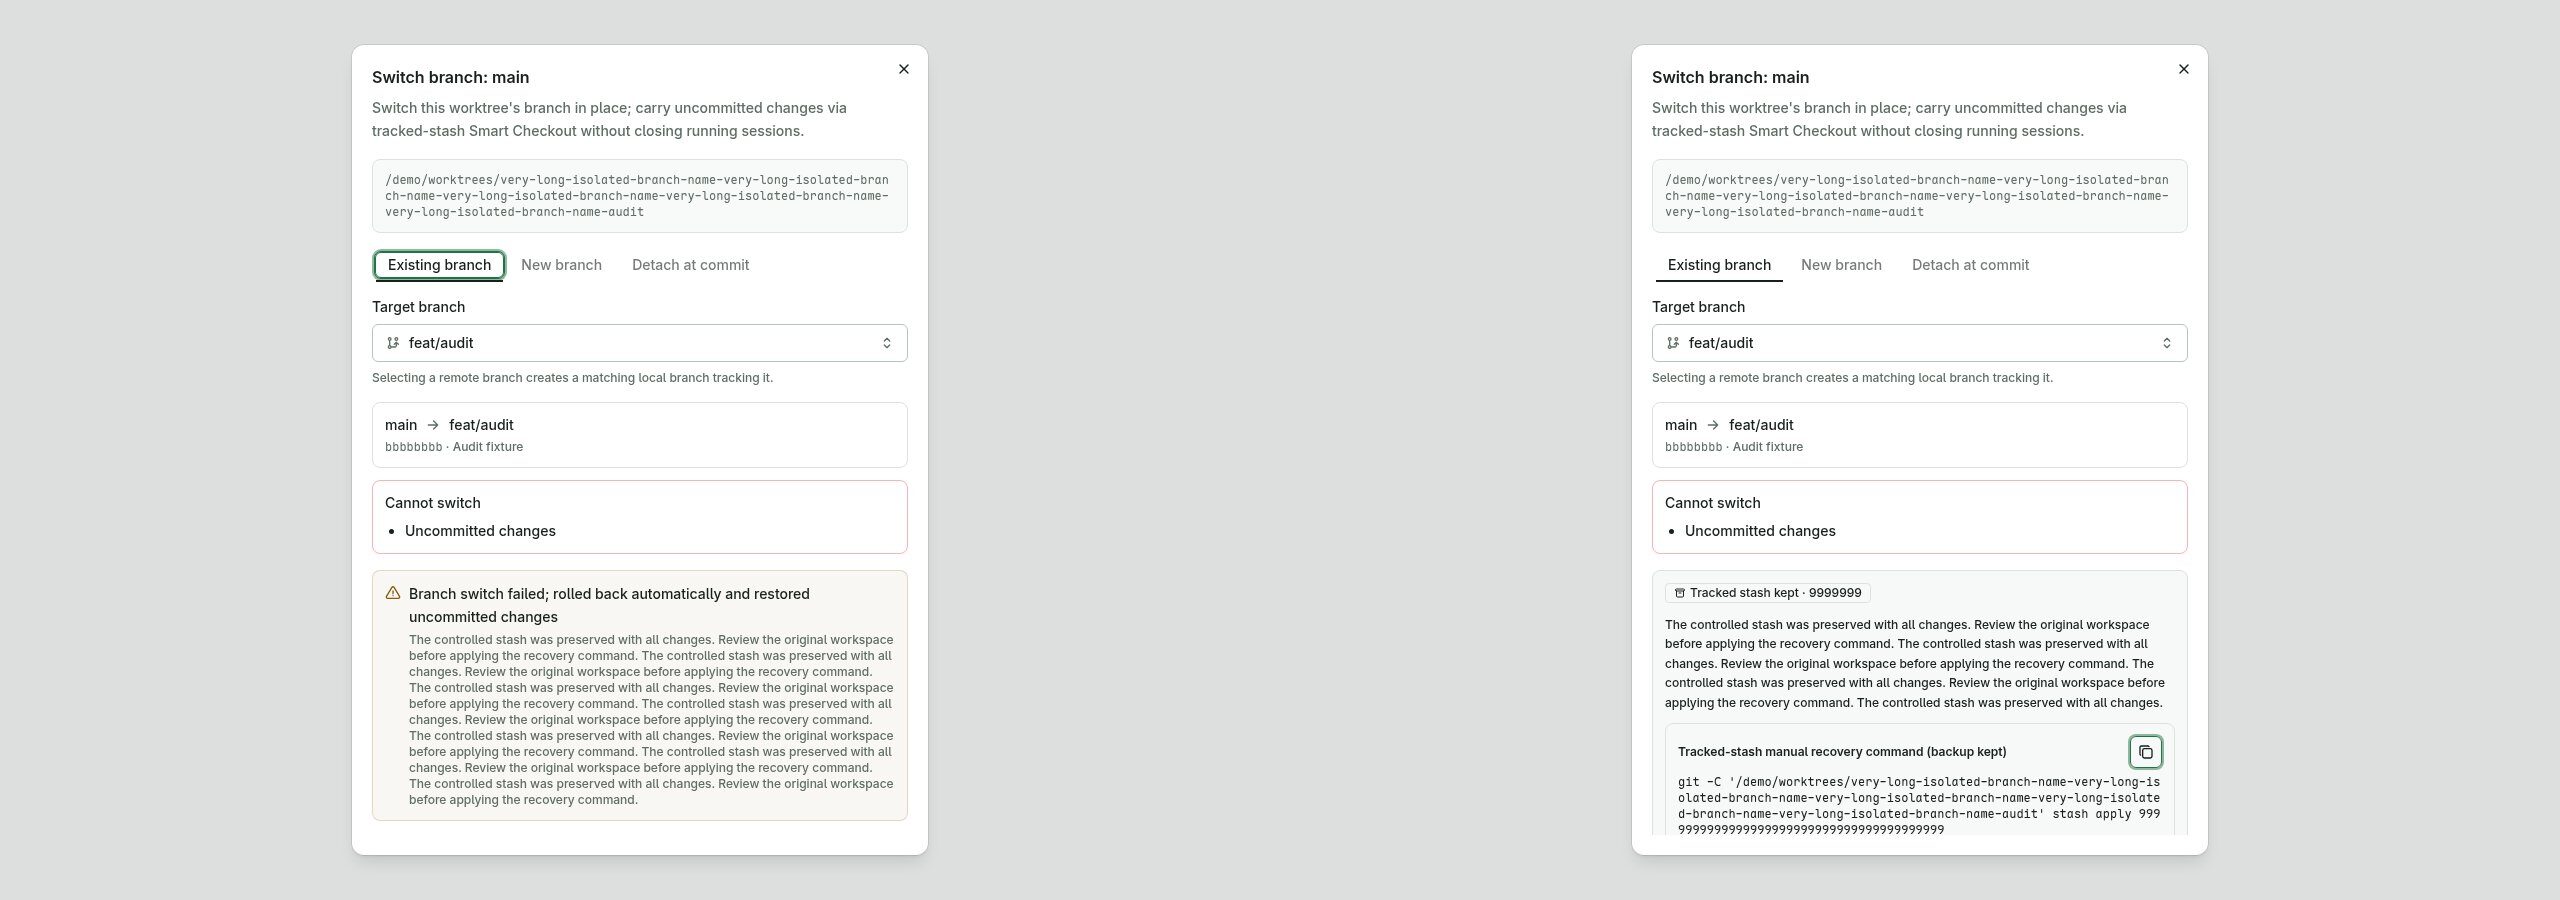 Switch branch: main
Switch this worktree's branch in place; carry uncommitted changes via
tracked-stash Smart Checkout without closing running sessions.
/demo/worktrees/very-long-isolated-branch-name-very-long-isolated-bran
ch-name-very-long-isolated-branch-name-very-long-isolated-branch-name-
very-long-isolated-branch-name-audit
Existing branch New branch Detach at commit
Target branch
feat/audit
Selecting a remote branch creates a matching local branch tracking it.
main → feat/audit
bbbbbbbb · Audit fixture
Cannot switch
• Uncommitted changes
Branch switch failed; rolled back automatically and restored
uncommitted changes
The controlled stash was preserved with all changes. Review the original workspace
before applying the recovery command. The controlled stash was preserved with all
changes. Review the original workspace before applying the recovery command.
The controlled stash was preserved with all changes. Review the original workspace
before applying the recovery command. The controlled stash was preserved with all
changes. Review the original workspace before applying the recovery command.
The controlled stash was preserved with all changes. Review the original workspace
before applying the recovery command. The controlled stash was preserved with all
changes. Review the original workspace before applying the recovery command.
The controlled stash was preserved with all changes. Review the original workspace
before applying the recovery command.
Switch branch: main
Switch this worktree's branch in place; carry uncommitted changes via
tracked-stash Smart Checkout without closing running sessions.
/demo/worktrees/very-long-isolated-branch-name-very-long-isolated-bran
ch-name-very-long-isolated-branch-name-very-long-isolated-branch-name-
very-long-isolated-branch-name-audit
Existing branch New branch Detach at commit
Target branch
feat/audit
Selecting a remote branch creates a matching local branch tracking it.
main → feat/audit
bbbbbbbb · Audit fixture
Cannot switch
• Uncommitted changes
Tracked stash kept · 9999999
The controlled stash was preserved with all changes. Review the original workspace
before applying the recovery command. The controlled stash was preserved with all
changes. Review the original workspace before applying the recovery command. The
controlled stash was preserved with all changes. Review the original workspace before
applying the recovery command. The controlled stash was preserved with all changes.
Tracked-stash manual recovery command (backup kept)
git -C '/demo/worktrees/very-long-isolated-branch-name-very-long-is
olated-branch-name-very-long-isolated-branch-name-very-long-isolate
d-branch-name-very-long-isolated-branch-name-audit' stash apply 999
9999999999999999999999999999999999999